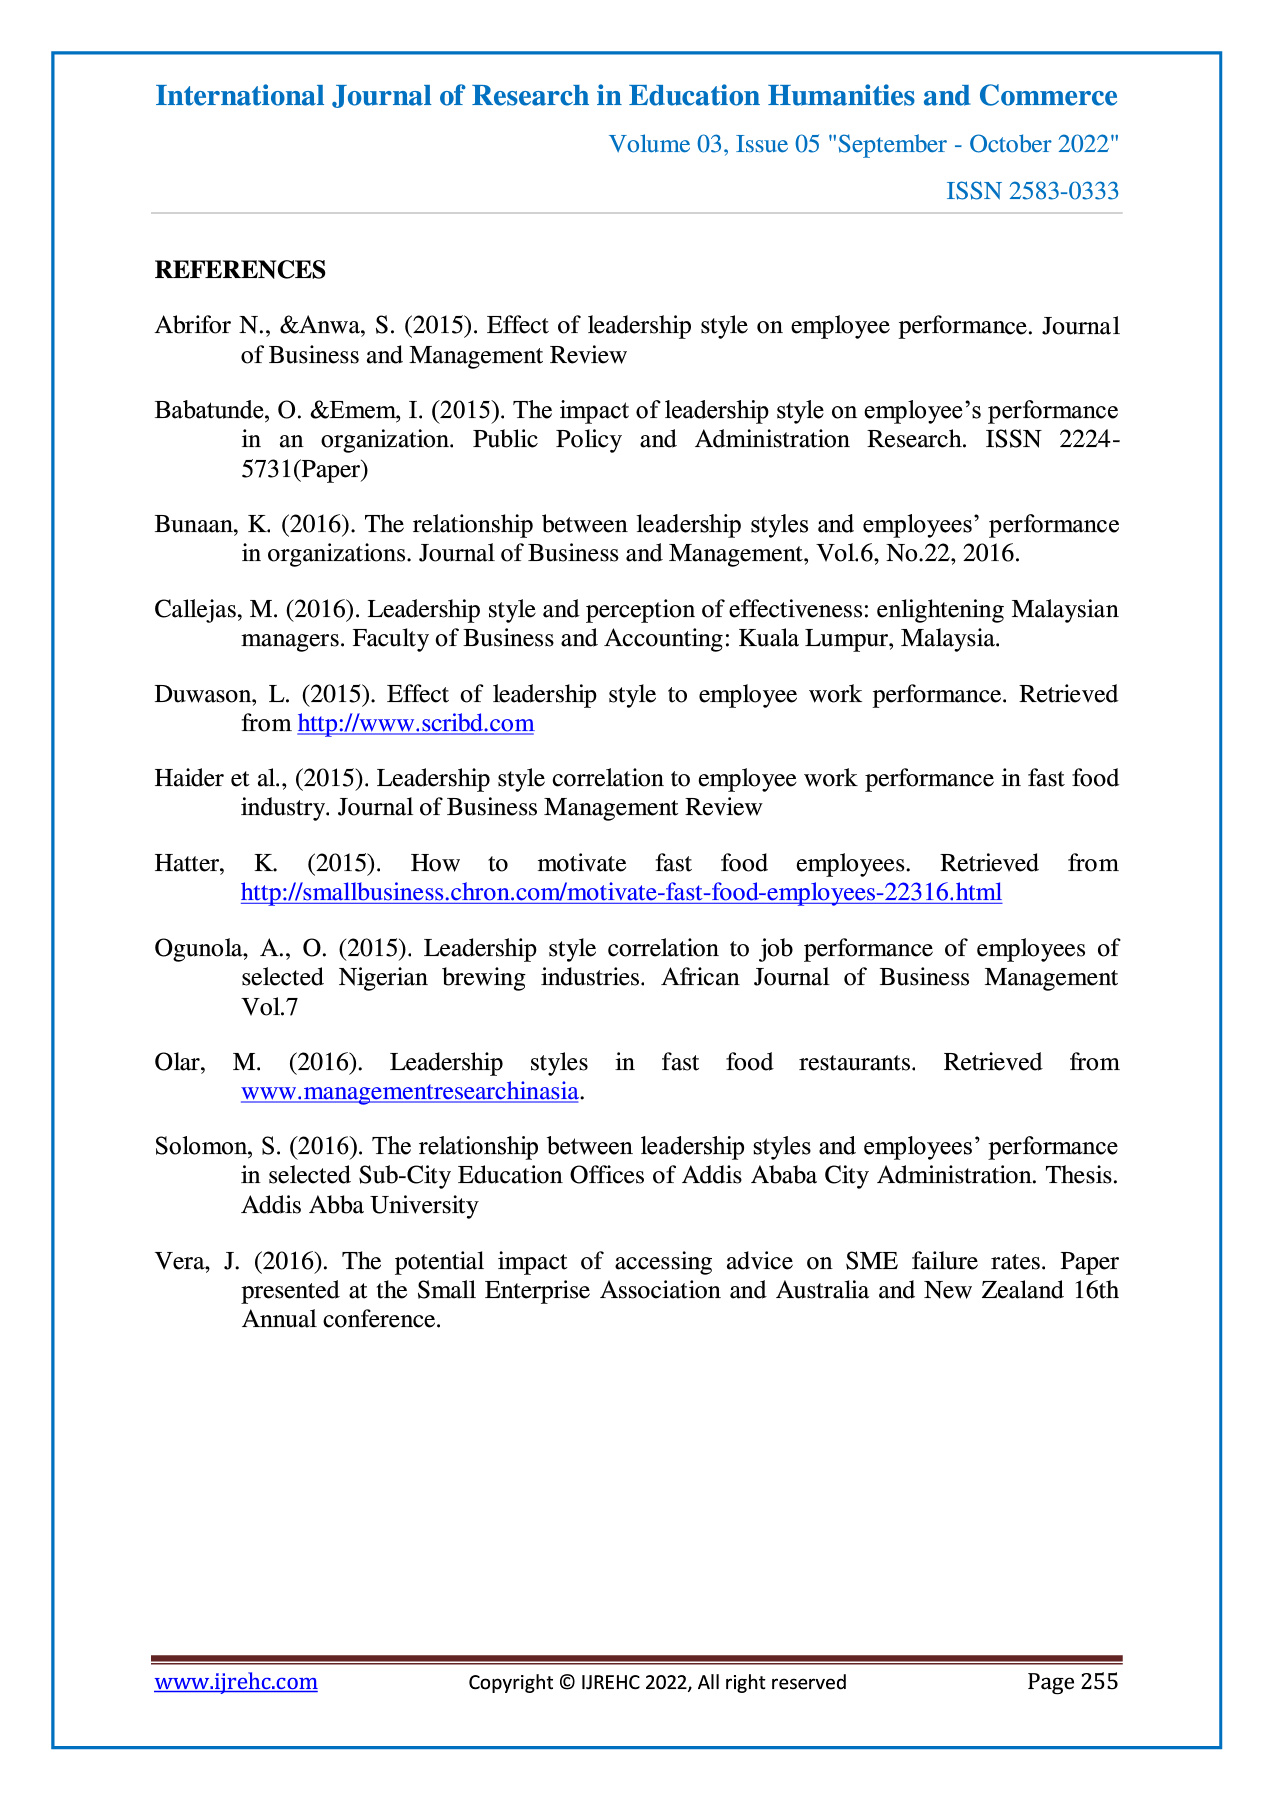 International Journal of Research in Education Humanities and Commerce
Volume 03, Issue 05 "September - October 2022"
ISSN 2583-0333
REFERENCES
Abrifor N., &Anwa, S. (2015). Effect of leadership style on employee performance. Journal
of Business and Management Review
Babatunde, O. &Emem, I. (2015). The impact of leadership style on employee’s performance
in an organization. Public Policy and Administration Research. ISSN 2224-
5731(Paper)
Bunaan, K. (2016). The relationship between leadership styles and employees’ performance
in organizations. Journal of Business and Management, Vol.6, No.22, 2016.
Callejas, M. (2016). Leadership style and perception of effectiveness: enlightening Malaysian
managers. Faculty of Business and Accounting: Kuala Lumpur, Malaysia.
Duwason, L. (2015). Effect of leadership style to employee work performance. Retrieved
from http://www.scribd.com
Haider et al., (2015). Leadership style correlation to employee work performance in fast food
industry. Journal of Business Management Review
Hatter, K. (2015). How to motivate fast food employees. Retrieved from
http://smallbusiness.chron.com/motivate-fast-food-employees-22316.html
Ogunola, A., O. (2015). Leadership style correlation to job performance of employees of
selected Nigerian brewing industries. African Journal of Business Management
Vol.7
Olar, M. (2016). Leadership styles in fast food restaurants. Retrieved from
www.managementresearchinasia.
Solomon, S. (2016). The relationship between leadership styles and employees’ performance
in selected Sub-City Education Offices of Addis Ababa City Administration. Thesis.
Addis Abba University
Vera, J. (2016). The potential impact of accessing advice on SME failure rates. Paper
presented at the Small Enterprise Association and Australia and New Zealand 16th
Annual conference.
www.ijrehc.com Copyright © IJREHC 2022, All right reserved Page 255